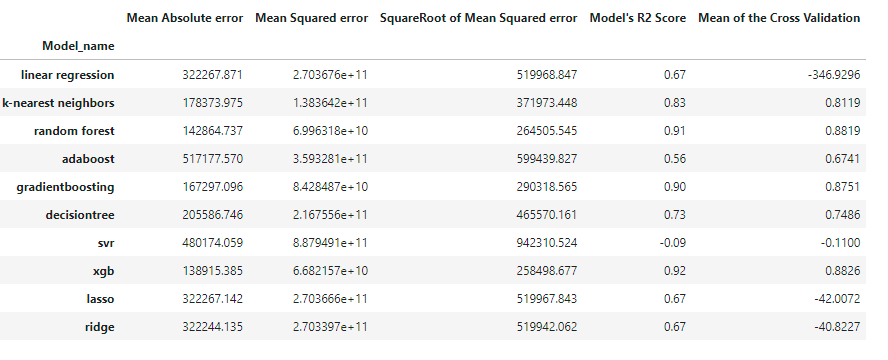 Mean Absolute error Mean Squared error SquareRoot of Mean Squared error Model's R2 Score Mean of the Cross Validation
Model_name
linear regression 322267.871 2.703676e+11 519968.847 0.67 -346.9296
k-nearest neighbors 178373.975 1.383642e+11 371973.448 0.83 0.8119
random forest 142864.737 6.996318e+10 264505.545 0.91 0.8819
adaboost 517177.570 3.593281e+11 599439.827 0.56 0.6741
gradientboosting 167297.096 8.428487e+10 290318.565 0.90 0.8751
decisiontree 205586.746 2.167556e+11 465570.161 0.73 0.7486
svr 480174.059 8.879491e+11 942310.524 -0.09 -0.1100
xgb 138915.385 6.682157e+10 258498.677 0.92 0.8826
lasso 322267.142 2.703666e+11 519967.843 0.67 -42.0072
ridge 322244.135 2.703397e+11 519942.062 0.67 -40.8227